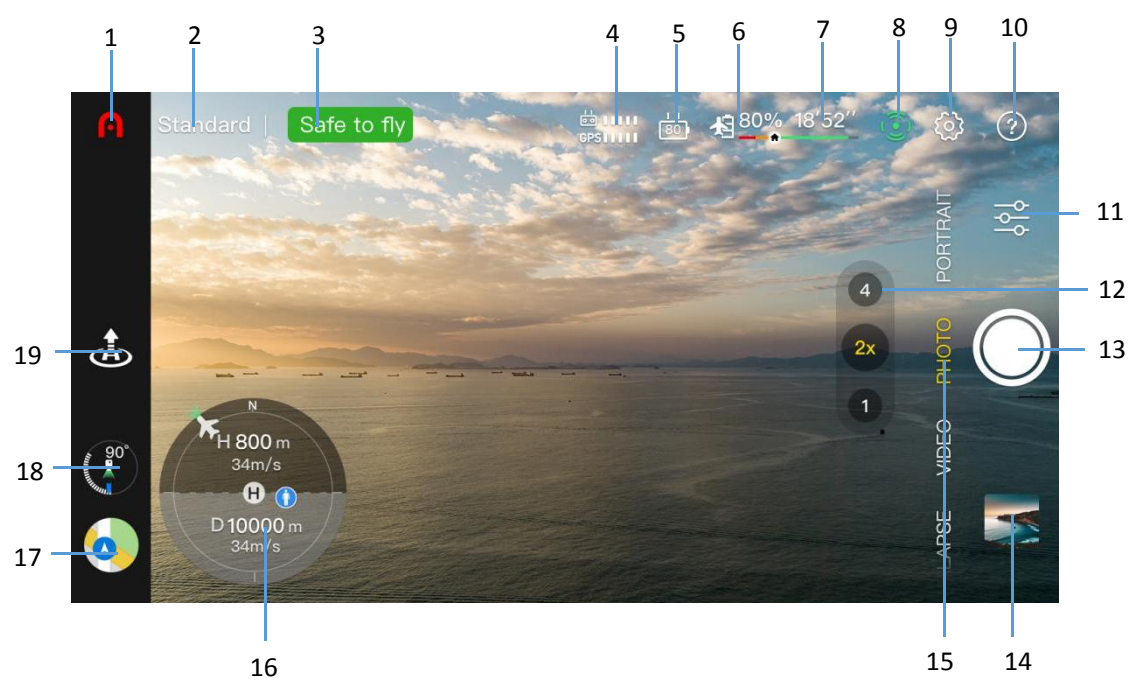 1 2 3 4 5 6 7 8 9 10
Standard | Safe to fly GPS 80 80% 18'52''
PORTRAIT
11
4
12
19
2x
PHOTO
13
1
N
H 800 m
34m/s
90°
18
VIDEO
H
D 10000 m
34m/s
17
LAPSE
16
15
14